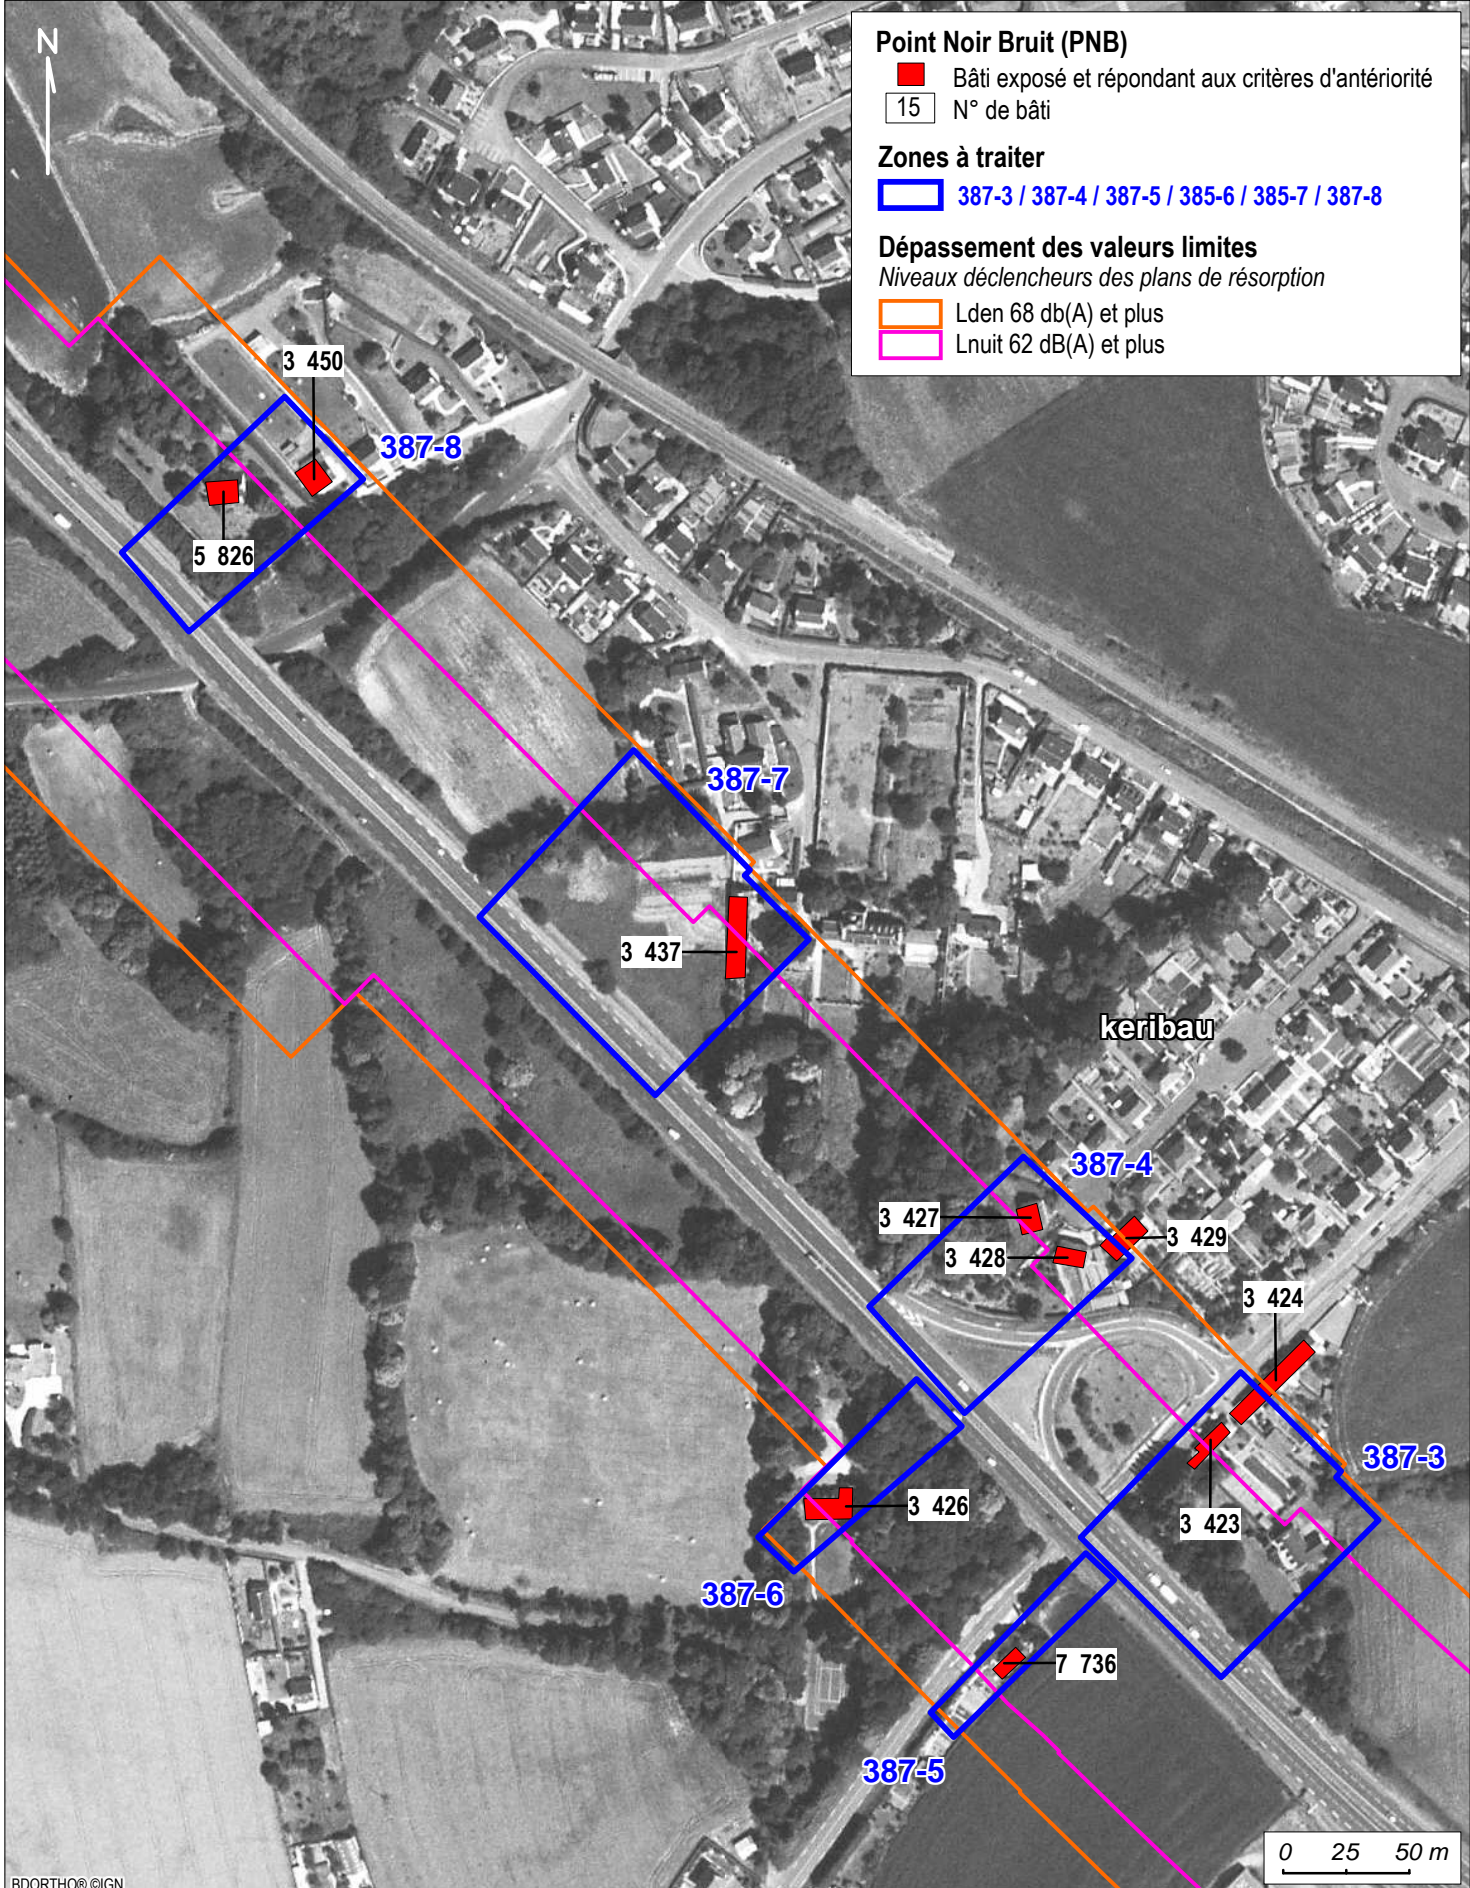 N
Point Noir Bruit (PNB)
Bâti exposé et répondant aux critères d'antériorité
15 N° de bâti
Zones à traiter
387-3 / 387-4 / 387-5 / 385-6 / 385-7 / 387-8
Dépassement des valeurs limites
Niveaux déclencheurs des plans de résorption
Lden 68 db(A) et plus
Lnuit 62 dB(A) et plus
3 450
387-8
5 826
387-7
3 437
keribau
387-4
3 427
3 429
3 428
3 424
387-3
3 426
3 423
387-6
7 736
387-5
0 25 50 m
BDORTHO® ©IGN